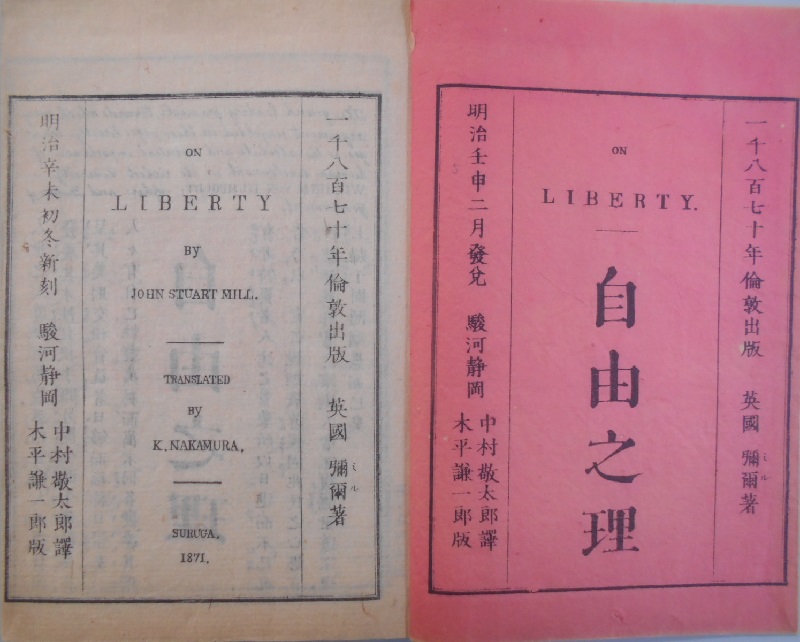 一千八百七十年倫敦出版 英國 彌爾著
ミル
ON
LIBERTY
BY
JOHN STUART MILL.
TRANSLATED
BY
K. NAKAMURA,
SURUGA,
1871.
明治辛未初冬新刻 駿河静岡
中村敬太郎譯
木平謙一郎版
一千八百七十年倫敦出版 英國 彌爾著
ミル
ON
LIBERTY.
自由之理
明治壬申二月發兌 駿河静岡
中村敬太郎譯
木平謙一郎版